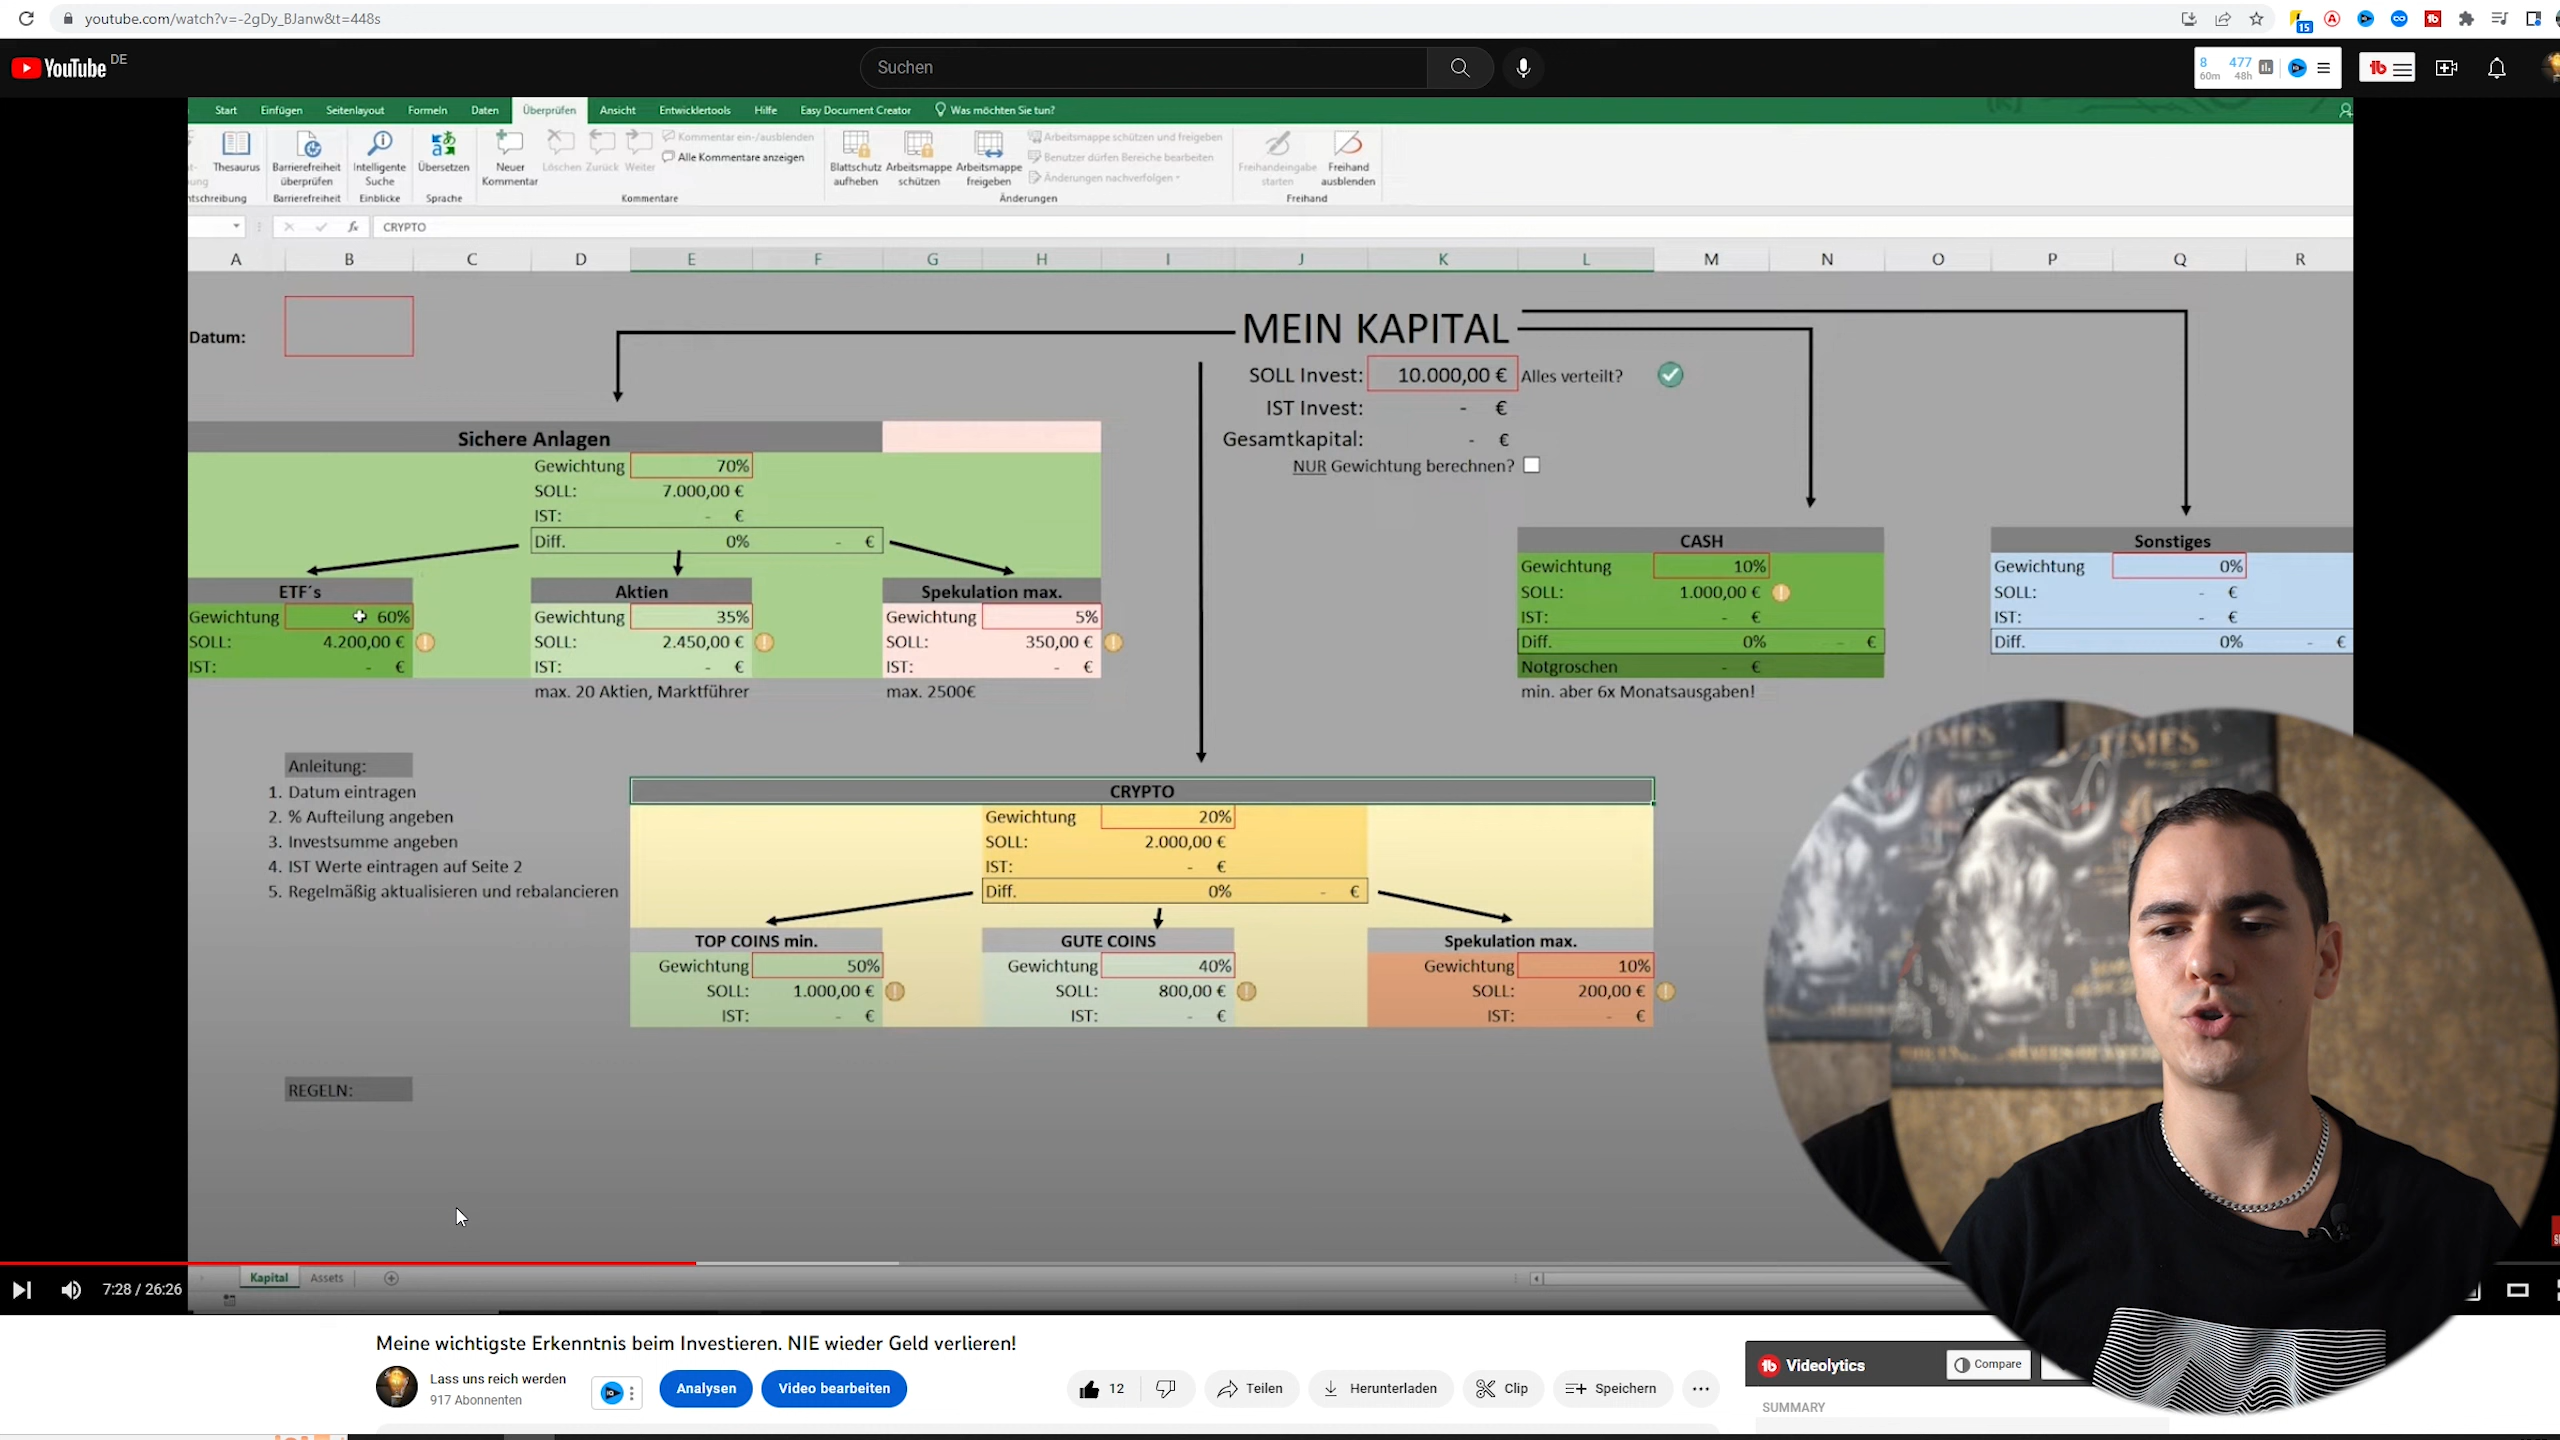 youtube.com/watch?v=-2gDy_BJanw&t=448s
15
YouTube DE
Suchen
8 477
60m 48h
Start Einfügen Seitenlayout Formeln Daten Überprüfen Ansicht Entwicklertools Hilfe Easy Document Creator Was möchten Sie tun?
Thesaurus
Barrierefreiheit überprüfen
Intelligente Suche
Übersetzen
Neuer Kommentar
Löschen Zurück Weiter
Kommentar ein-/ausblenden
Alle Kommentare anzeigen
Blattschutz aufheben
Arbeitsmappe schützen
Arbeitsmappe freigeben
Arbeitsmappe schützen und freigeben
Benutzer dürfen Bereiche bearbeiten
Änderungen nachverfolgen
Freihandeingabe starten
Freihand ausblenden
Barrierefreiheit Einblicke Sprache Kommentare Änderungen Freihand
fx CRYPTO
A B C D E F G H I J K L M N O P Q R
Datum:
MEIN KAPITAL
SOLL Invest: 10.000,00 € Alles verteilt?
IST Invest: - €
Gesamtkapital: - €
NUR Gewichtung berechnen?
Sichere Anlagen
Gewichtung 70%
SOLL: 7.000,00 €
IST: - €
Diff. 0% - €
ETF´s
Gewichtung 60%
SOLL: 4.200,00 €
IST: - €
Aktien
Gewichtung 35%
SOLL: 2.450,00 €
IST: - €
max. 20 Aktien, Marktführer
Spekulation max.
Gewichtung 5%
SOLL: 350,00 €
IST: - €
max. 2500€
CASH
Gewichtung 10%
SOLL: 1.000,00 €
IST: - €
Diff. 0% - €
Notgroschen - €
min. aber 6x Monatsausgaben!
Sonstiges
Gewichtung 0%
SOLL: - €
IST: - €
Diff. 0% - €
Anleitung:
1. Datum eintragen
2. % Aufteilung angeben
3. Investsumme angeben
4. IST Werte eintragen auf Seite 2
5. Regelmäßig aktualisieren und rebalancieren
CRYPTO
Gewichtung 20%
SOLL: 2.000,00 €
IST: - €
Diff. 0% - €
TOP COINS min.
Gewichtung 50%
SOLL: 1.000,00 €
IST: - €
GUTE COINS
Gewichtung 40%
SOLL: 800,00 €
IST: - €
Spekulation max.
Gewichtung 10%
SOLL: 200,00 €
IST: - €
REGELN:
Kapital Assets
7:28 / 26:26
Meine wichtigste Erkenntnis beim Investieren. NIE wieder Geld verlieren!
Lass uns reich werden
917 Abonnenten
Analysen
Video bearbeiten
12
Teilen
Herunterladen
Clip
Speichern
Videolytics
Compare
SUMMARY